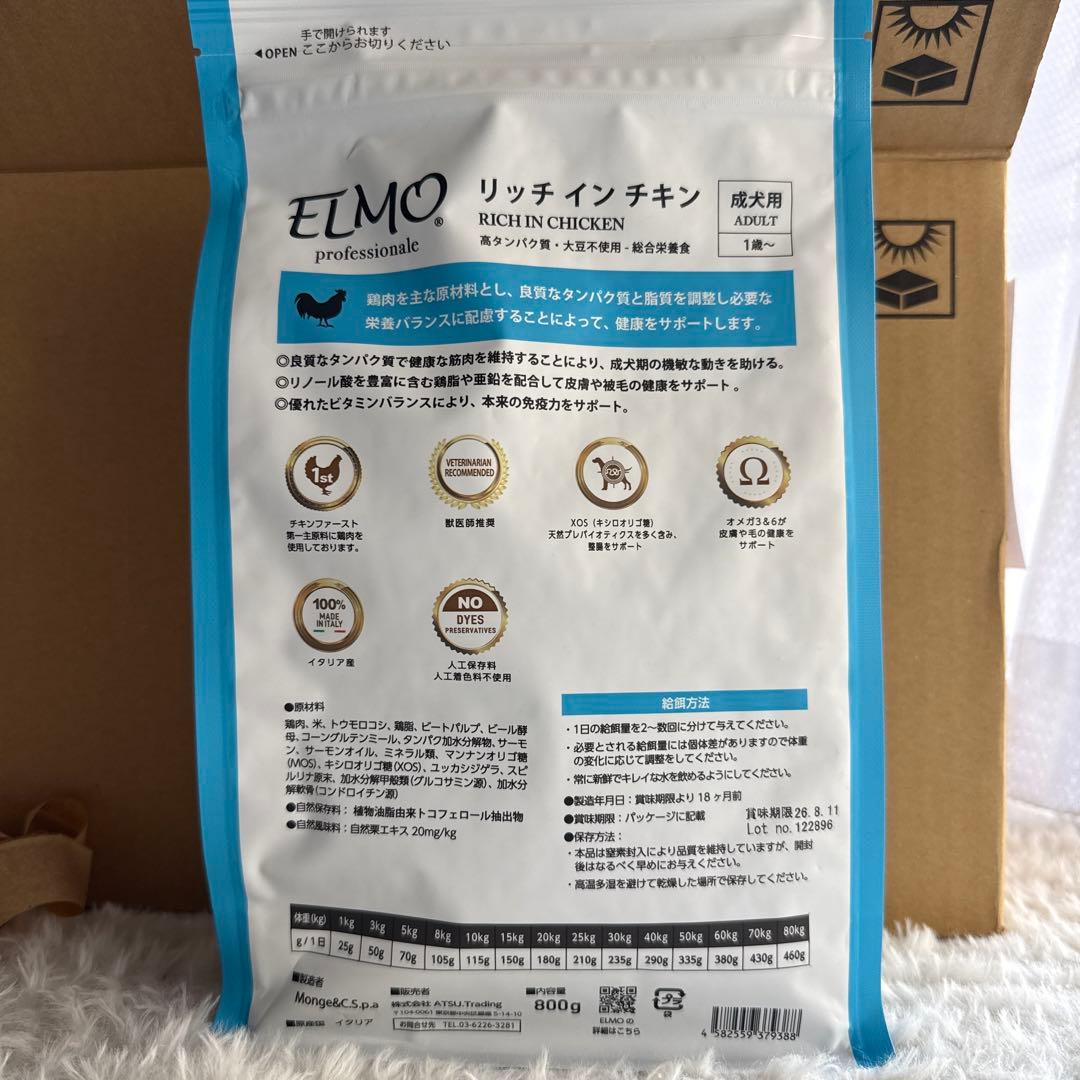 手で開けられます
◀OPEN ここからお切りください
ELMO®
professionale
リッチ イン チキン
RICH IN CHICKEN
高タンパク質・大豆不使用 - 総合栄養食
成犬用
ADULT
1歳～
鶏肉を主な原材料とし、良質なタンパク質と脂質を調整し必要な
栄養バランスに配慮することによって、健康をサポートします。
◎良質なタンパク質で健康な筋肉を維持することにより、成犬期の機敏な動きを助ける。
◎リノール酸を豊富に含む鶏脂や亜鉛を配合して皮膚や被毛の健康をサポート。
◎優れたビタミンバランスにより、本来の免疫力をサポート。
1st
チキンファースト
第一主原料に鶏肉を
使用しております。
VETERINARIAN
RECOMMENDED
獣医師推奨
XOS
XOS（キシロオリゴ糖）
天然プレバイオティクスを多く含み、
整腸をサポート
Ω
オメガ3＆6が
皮膚や毛の健康を
サポート
100%
MADE
IN ITALY
イタリア産
NO
DYES
PRESERVATIVES
人工保存料
人工着色料不使用
●原材料
鶏肉、米、トウモロコシ、鶏脂、ビートパルプ、ビール酵
母、コーングルテンミール、タンパク加水分解物、サーモ
ン、サーモンオイル、ミネラル類、マンナンオリゴ糖
(MOS)、キシロオリゴ糖(XOS)、ユッカシジゲラ、スピ
ルリナ原末、加水分解甲殻類(グルコサミン源)、加水分
解軟骨(コンドロイチン源)
●自然保存料：植物油脂由来トコフェロール抽出物
●自然風味料：自然栗エキス 20mg/kg
給餌方法
・1日の給餌量を2～数回に分けて与えてください。
・必要とされる給餌量には個体差がありますので体重
の変化に応じて調整をしてください。
・常に新鮮でキレイな水を飲めるようにしてください。
●製造年月日：賞味期限より 18 ヶ月前
●賞味期限：パッケージに記載
賞味期限26.8.11
Lot no.122896
●保存方法：
・本品は窒素封入により品質を維持していますが、開封
後はなるべく早めにお与えください。
・高温多湿を避けて乾燥した場所で保存してください。
体重(kg) 1kg 3kg 5kg 8kg 10kg 15kg 20kg 25kg 30kg 40kg 50kg 60kg 70kg 80kg
g/1日 25g 50g 70g 105g 115g 150g 180g 210g 235g 290g 335g 380g 430g 460g
■製造者
Monge&C.S.p.a
■原産国 イタリア
■販売者
株式会社 ATSU.Trading
〒104-0061 東京都中央区銀座 5-14-10
お問合せ先 TEL.03-6226-3281
■内容量
800g
ELMO の
詳細はこちら
プラ
袋
4 582559 379388